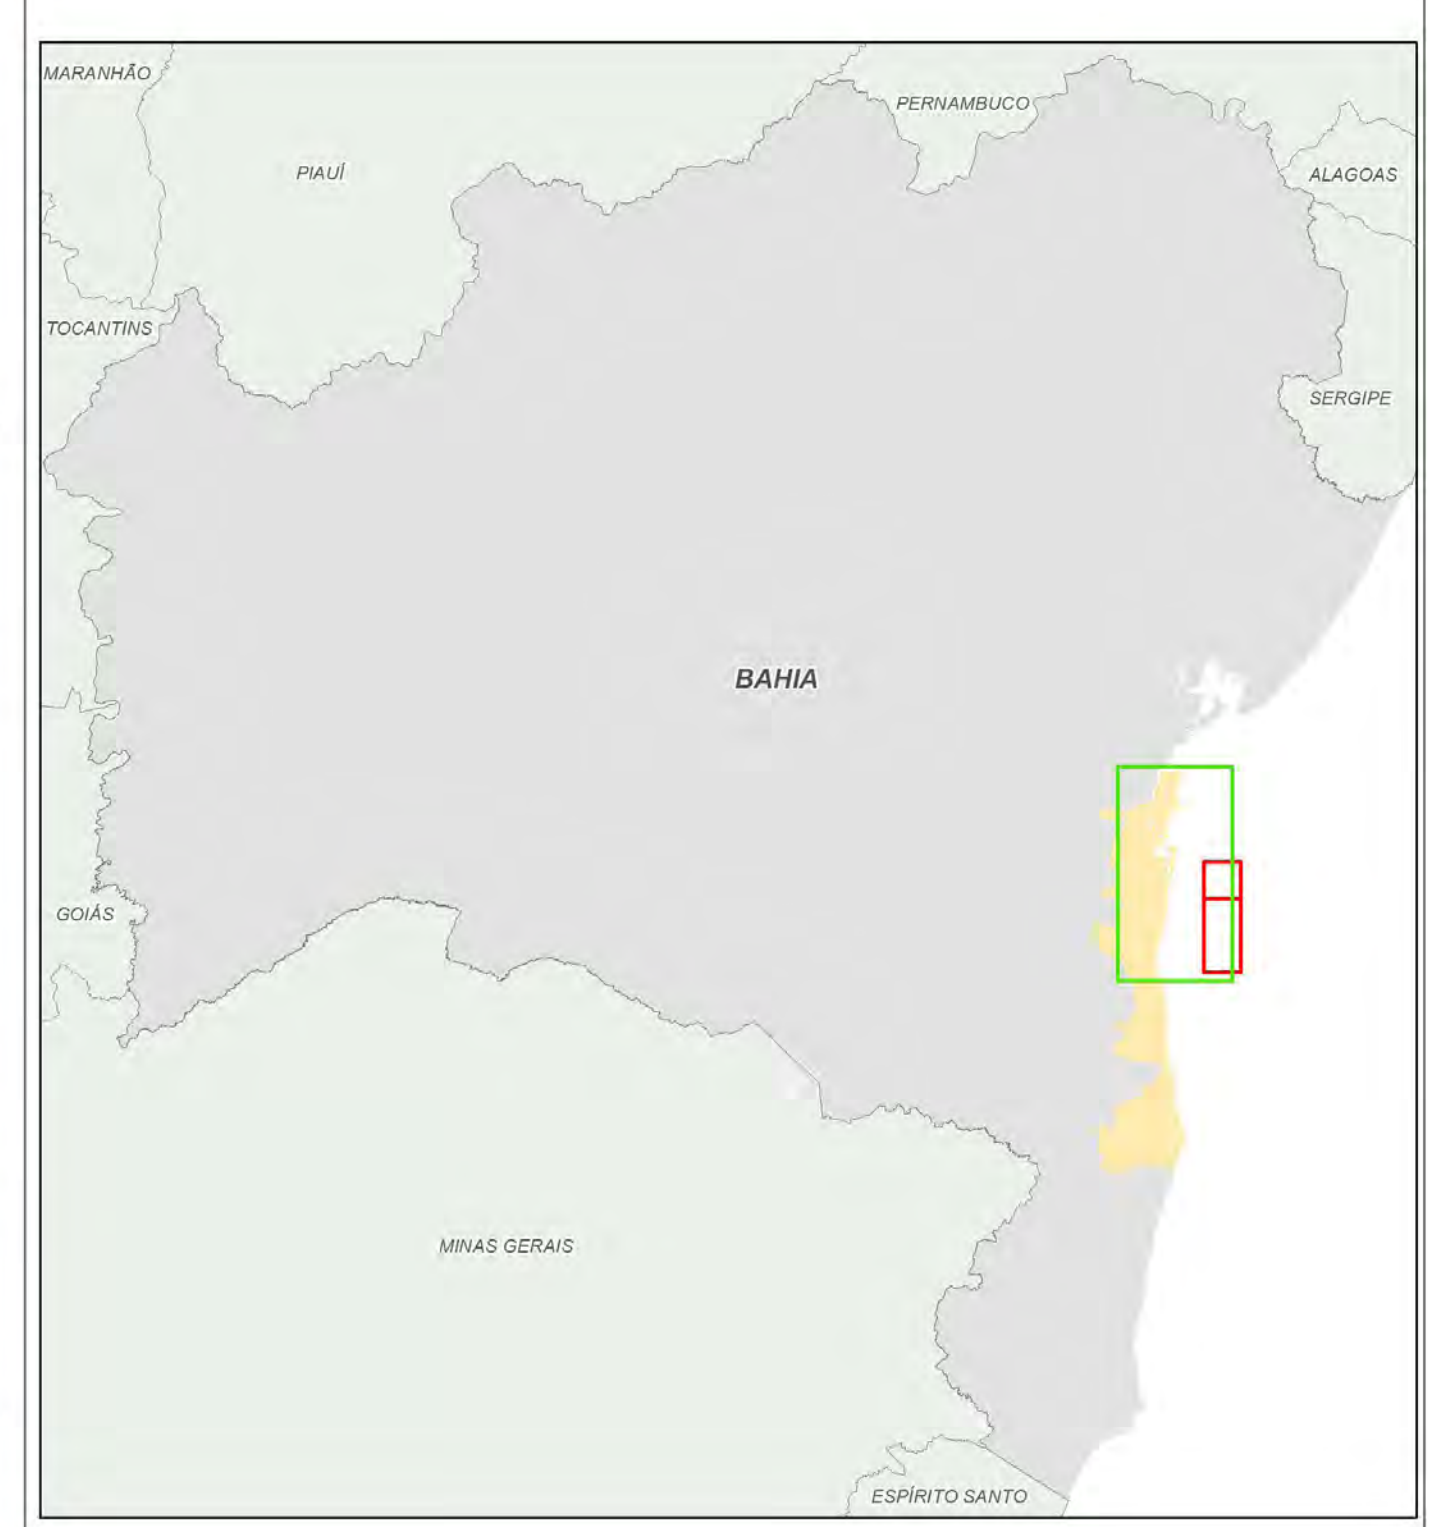 MARANHÃO
PERNAMBUCO
PIAUÍ
ALAGOAS
TOCANTINS
SERGIPE
BAHIA
GOIÁS
MINAS GERAIS
ESPÍRITO SANTO